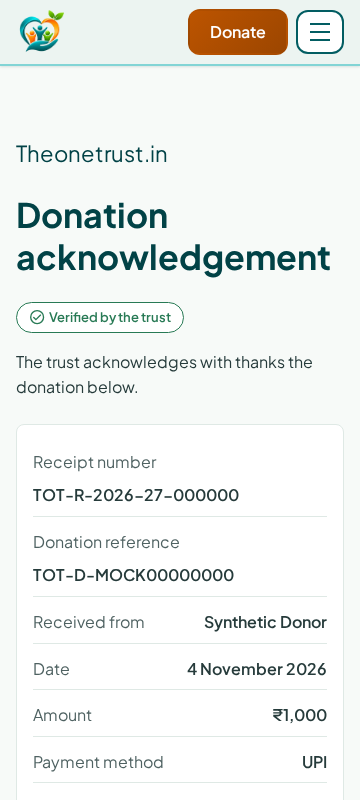 Donate
Theonetrust.in
Donation
acknowledgement
Verified by the trust
The trust acknowledges with thanks the
donation below.
Receipt number
TOT-R-2026-27-000000
Donation reference
TOT-D-MOCK00000000
Received from Synthetic Donor
Date 4 November 2026
Amount ₹1,000
Payment method UPI